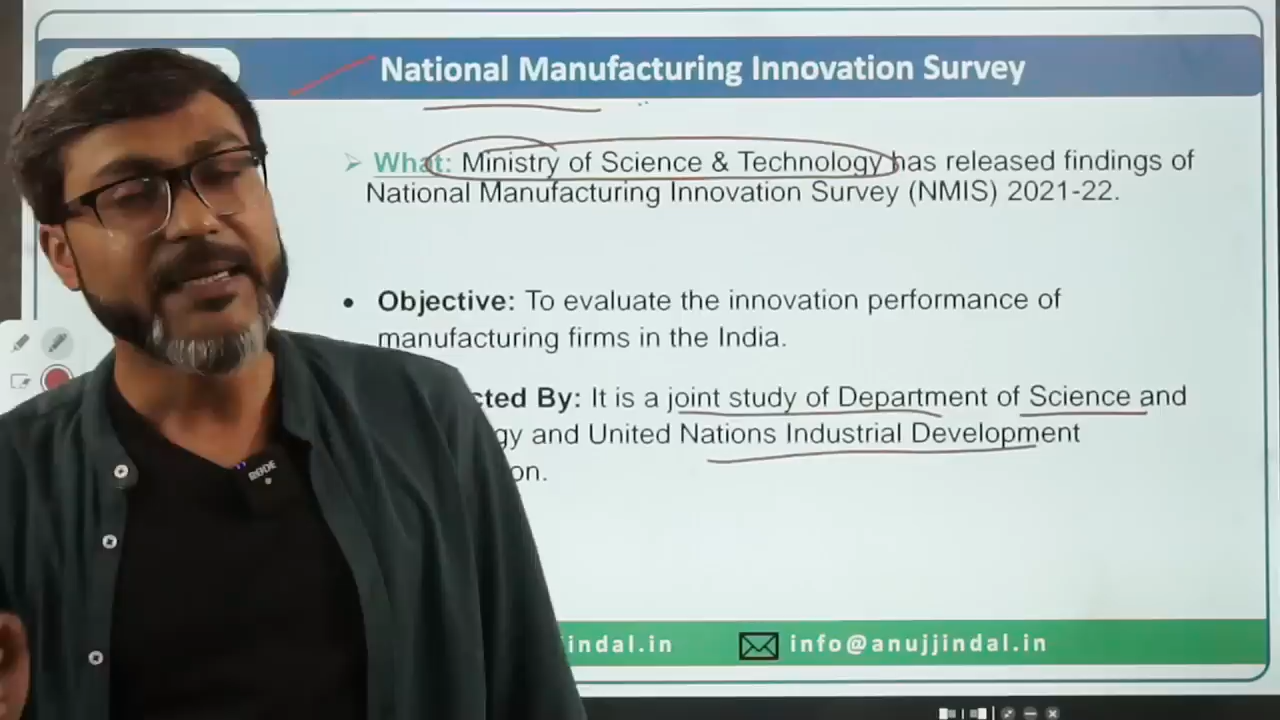 National Manufacturing Innovation Survey
What: Ministry of Science & Technology has released findings of
National Manufacturing Innovation Survey (NMIS) 2021-22.
Objective: To evaluate the innovation performance of
manufacturing firms in the India.
cted By: It is a joint study of Department of Science and
gy and United Nations Industrial Development
on.
RODE
indal.in
info@anujjindal.in